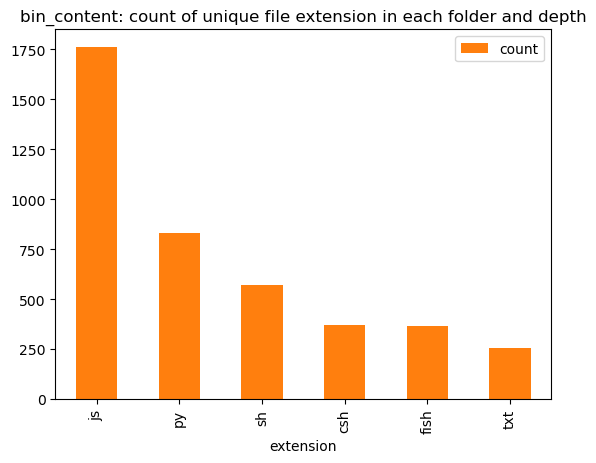 bin_content: count of unique file extension in each folder and depth
count
1750
1500
1250
1000
750
500
250
0
js
py
sh
csh
fish
txt
extension